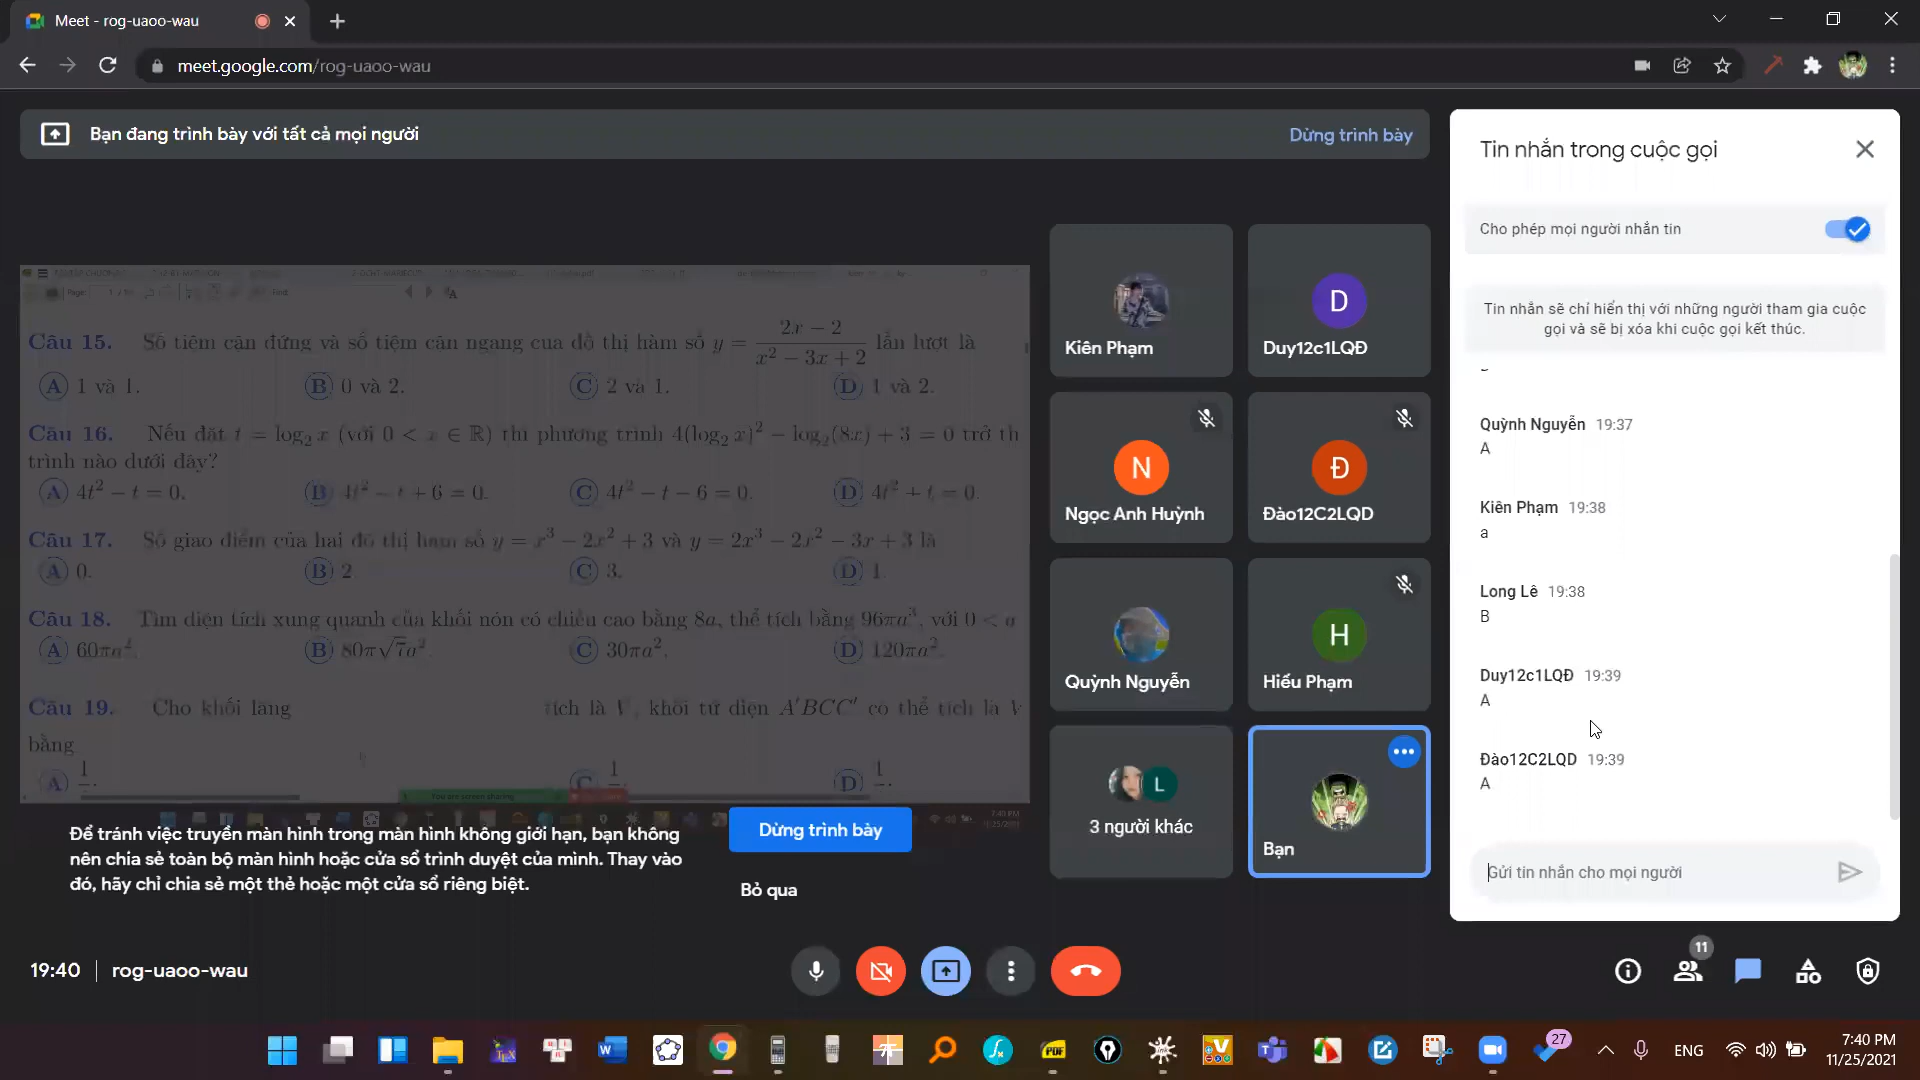 Meet - rog-uaoo-wau
meet.google.com/rog-uaoo-wau
Bạn đang trình bày với tất cả mọi người
Dừng trình bày
Câu 15. Số tiệm cận đứng và số tiệm cận ngang của đồ thị hàm số y = \frac{2x − 2}{x² − 3x + 2} lần lượt là
A 1 và 1. B 0 và 2. C 2 và 1. D 1 và 2.
Câu 16. Nếu đặt t = log₂ x (với 0 < x ∈ ℝ) thì phương trình 4(log₂ x)² − log₂(8x) + 3 = 0 trở th
trình nào dưới đây?
A 4t² − t = 0. B 4t² − t + 6 = 0. C 4t² − t − 6 = 0. D 4t² + t = 0.
Câu 17. Số giao điểm của hai đồ thị hàm số y = x³ − 2x² + 3 và y = 2x³ − 2x² − 3x + 3 là
A 0. B 2 C 3. D 1
Câu 18. Tìm diện tích xung quanh của khối nón có chiều cao bằng 8a, thể tích bằng 96πa³, với 0 < a
A 60πa². B 80π√7a². C 30πa². D 120πa².
Câu 19. Cho khối lăng tích là V, khối tứ diện A′BCC′ có thể tích là V
bằng
A 1 C 1 D 1
Để tránh việc truyền màn hình trong màn hình không giới hạn, bạn không
nên chia sẻ toàn bộ màn hình hoặc cửa sổ trình duyệt của mình. Thay vào
đó, hãy chỉ chia sẻ một thẻ hoặc một cửa sổ riêng biệt.
Dừng trình bày
Bỏ qua
Kiên Phạm
D
Duy12c1LQĐ
N
Ngọc Anh Huỳnh
Đ
Đào12C2LQD
Quỳnh Nguyễn
H
Hiếu Phạm
L
3 người khác
Bạn
Tin nhắn trong cuộc gọi
Cho phép mọi người nhắn tin
Tin nhắn sẽ chỉ hiển thị với những người tham gia cuộc
gọi và sẽ bị xóa khi cuộc gọi kết thúc.
Quỳnh Nguyễn 19:37
A
Kiên Phạm 19:38
a
Long Lê 19:38
B
Duy12c1LQĐ 19:39
A
Đào12C2LQD 19:39
A
Gửi tin nhắn cho mọi người
19:40 | rog-uaoo-wau
11
27
ENG
7:40 PM
11/25/2021